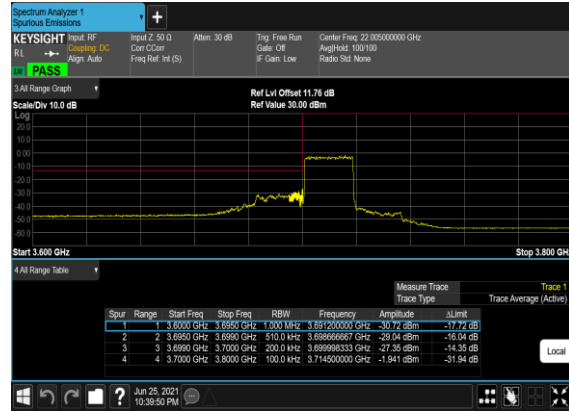 Spectrum Analyzer 1
Spurious Emissions
+
KEYSIGHT Input: RF Input Z: 50 Ω Atten: 30 dB Trig: Free Run Center Freq: 22.005000000 GHz
RL Coupling: DC Corr CCorr Gate: Off Avg|Hold: 100/100
Align: Auto Freq Ref: Int (S) IF Gain: Low Radio Std: None
LM PASS
3 All Range Graph
Ref Lvl Offset 11.76 dB
Scale/Div 10.0 dB Ref Value 30.00 dBm
Log
20.0
10.0
0.00
-10.0
-20.0
-30.0
-40.0
-50.0
-60.0
Start 3.600 GHz Stop 3.800 GHz
4 All Range Table
Measure Trace Trace 1
Trace Type Trace Average (Active)
Spur Range Start Freq Stop Freq RBW Frequency Amplitude ΔLimit
1 1 3.6000 GHz 3.6950 GHz 1.000 MHz 3.691200000 GHz -30.72 dBm -17.72 dB
2 2 3.6950 GHz 3.6990 GHz 510.0 kHz 3.698666667 GHz -29.04 dBm -16.04 dB
3 3 3.6990 GHz 3.7000 GHz 200.0 kHz 3.699998333 GHz -27.35 dBm -14.35 dB
4 4 3.7000 GHz 3.8000 GHz 100.0 kHz 3.714500000 GHz -1.941 dBm -31.94 dB
Local
? Jun 25, 2021
10:39:50 PM